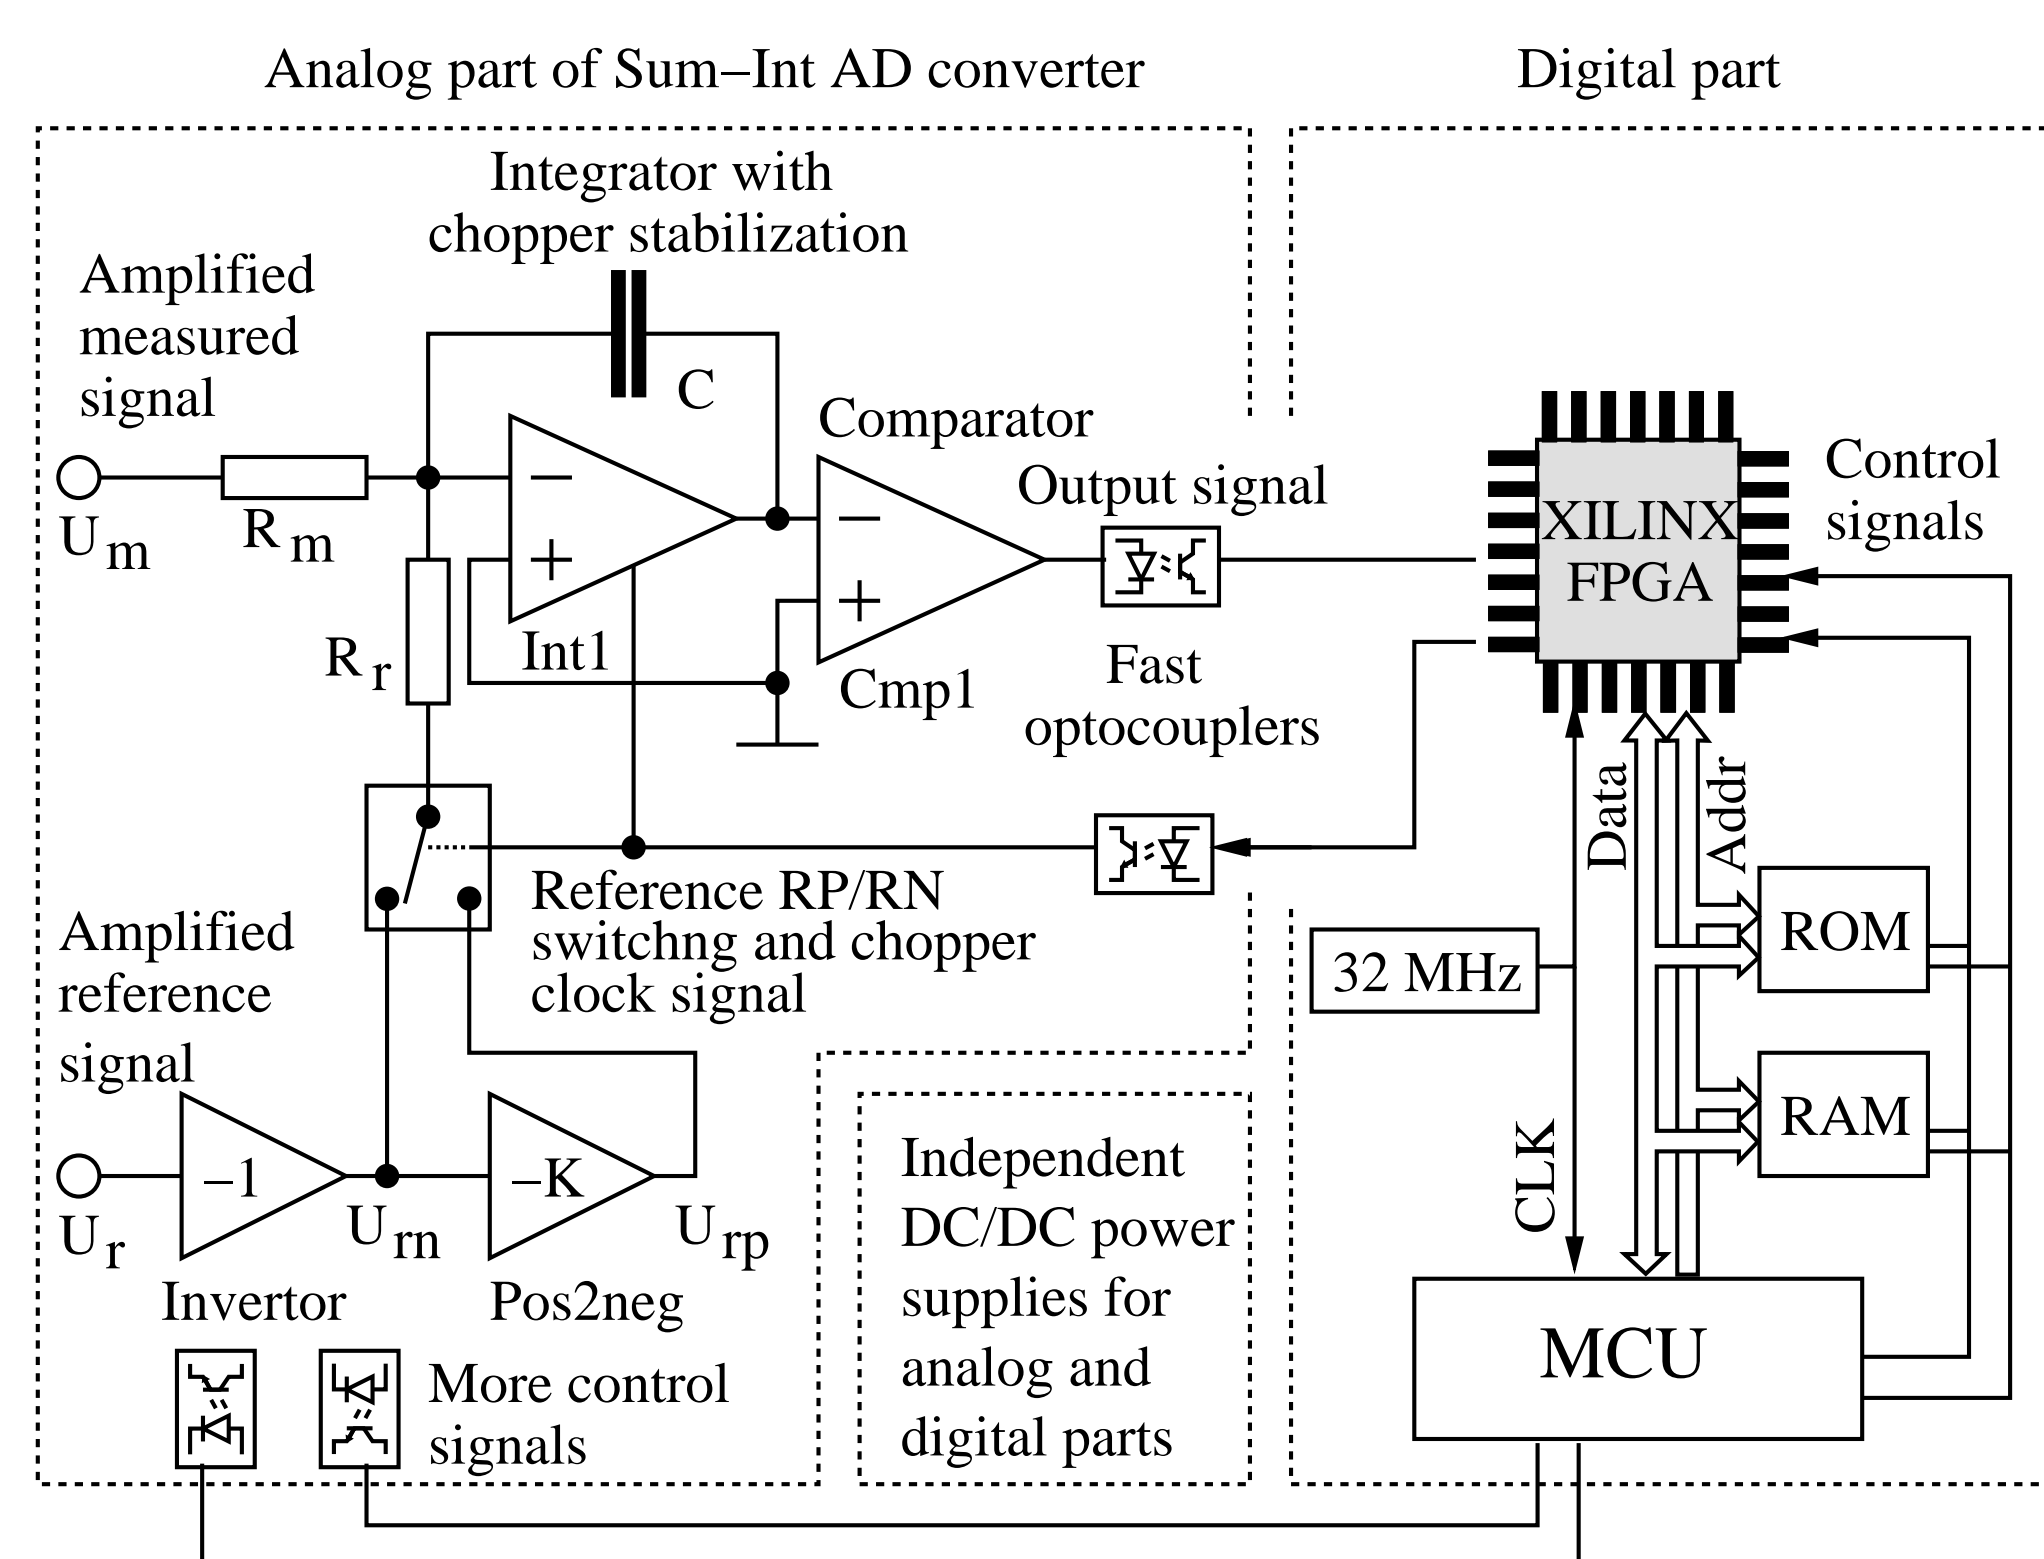 Analog part of Sum–Int AD converter
Digital part
Integrator with
chopper stabilization
Amplified
measured
signal
C
Comparator
Output signal
Control
signals
XILINX
FPGA
U m
R m
–
+
–
+
Int1
R r
Cmp1
Fast
optocouplers
Data
Addr
Reference RP/RN
switchng and chopper
clock signal
Amplified
reference
signal
ROM
32 MHz
RAM
CLK
–1
–K
U r
U rn
U rp
Invertor
Pos2neg
Independent
DC/DC power
supplies for
analog and
digital parts
MCU
More control
signals